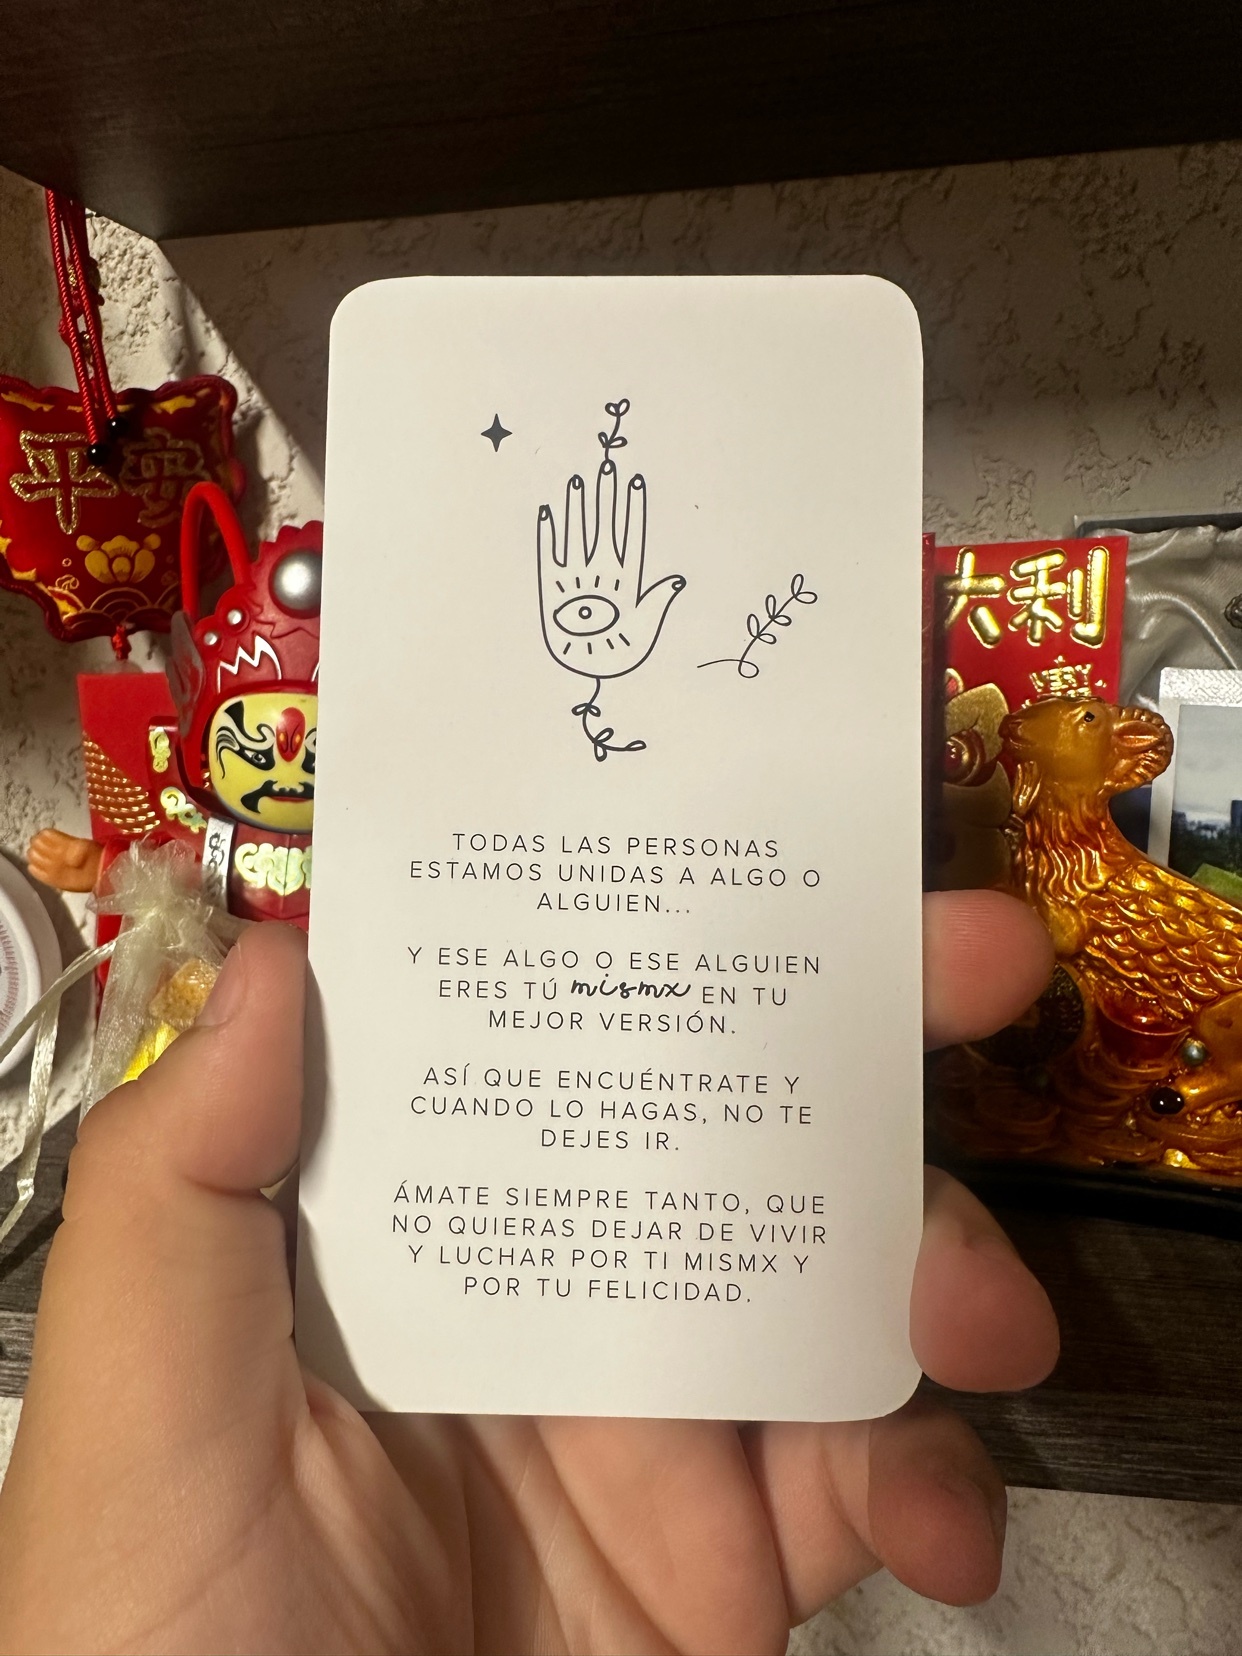 平安
大利
VERY
TODAS LAS PERSONAS
ESTAMOS UNIDAS A ALGO O
ALGUIEN...
Y ESE ALGO O ESE ALGUIEN
ERES TÚ mismx EN TU
MEJOR VERSIÓN.
ASÍ QUE ENCUÉNTRATE Y
CUANDO LO HAGAS, NO TE
DEJES IR.
ÁMATE SIEMPRE TANTO, QUE
NO QUIERAS DEJAR DE VIVIR
Y LUCHAR POR TI MISMX Y
POR TU FELICIDAD.